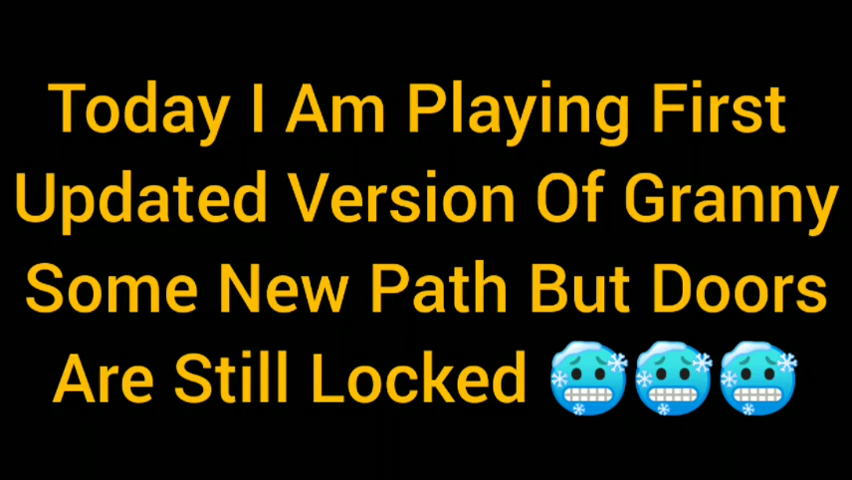 Today I Am Playing First
Updated Version Of Granny
Some New Path But Doors
Are Still Locked 🥶🥶🥶